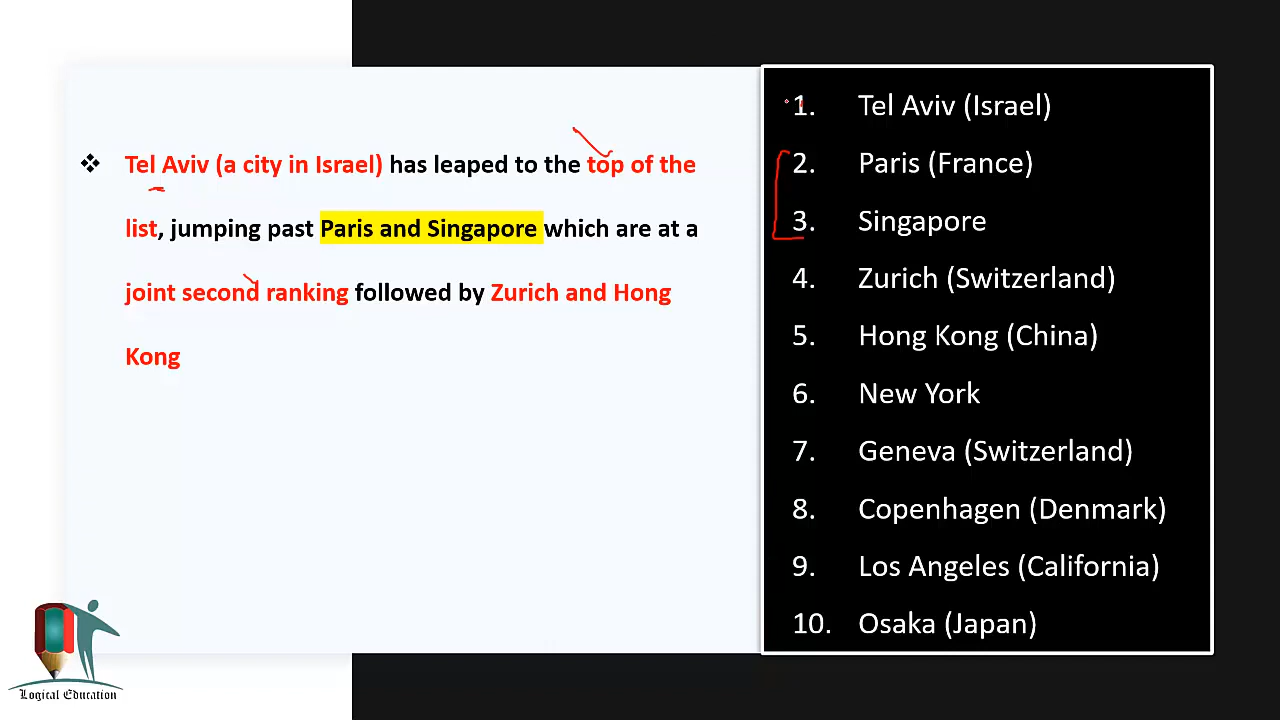 ❖ Tel Aviv (a city in Israel) has leaped to the top of the
list, jumping past Paris and Singapore which are at a
joint second ranking followed by Zurich and Hong
Kong
1. Tel Aviv (Israel)
2. Paris (France)
3. Singapore
4. Zurich (Switzerland)
5. Hong Kong (China)
6. New York
7. Geneva (Switzerland)
8. Copenhagen (Denmark)
9. Los Angeles (California)
10. Osaka (Japan)
Logical Education